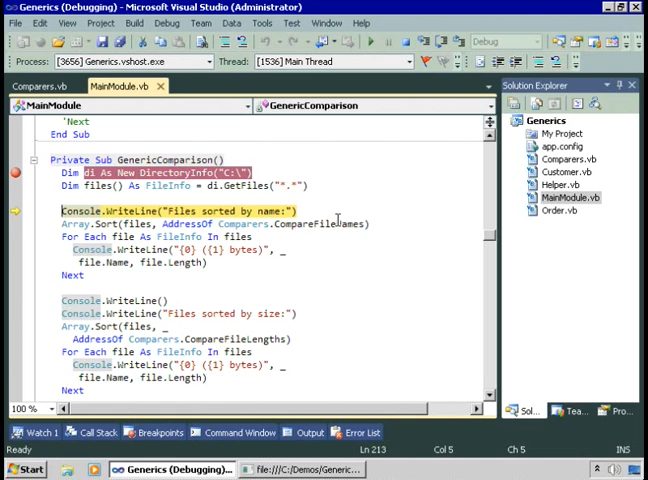 Generics (Debugging) - Microsoft Visual Studio (Administrator)
File Edit View Project Build Debug Team Data Tools Test Window Help
Debug
Process: [3656] Generics.vshost.exe Thread: [1536] Main Thread
Comparers.vb MainModule.vb
MainModule GenericComparison
'Next
End Sub
Private Sub GenericComparison()
Dim di As New DirectoryInfo("C:\")
Dim files() As FileInfo = di.GetFiles("*.*")
Console.WriteLine("Files sorted by name:")
Array.Sort(files, AddressOf Comparers.CompareFileNames)
For Each file As FileInfo In files
Console.WriteLine("{0} ({1} bytes)", _
file.Name, file.Length)
Next
Console.WriteLine()
Console.WriteLine("Files sorted by size:")
Array.Sort(files, _
AddressOf Comparers.CompareFileLengths)
For Each file As FileInfo In files
Console.WriteLine("{0} ({1} bytes)", _
file.Name, file.Length)
Next
100 %
Solution Explorer
Generics
My Project
app.config
Comparers.vb
Customer.vb
Helper.vb
MainModule.vb
Order.vb
Sol... Tea... Pro...
Watch 1 Call Stack Breakpoints Command Window Output Error List
Ready Ln 213 Col 5 Ch 5 INS
Start Generics (Debugging) ... file:///C:/Demos/Generic...